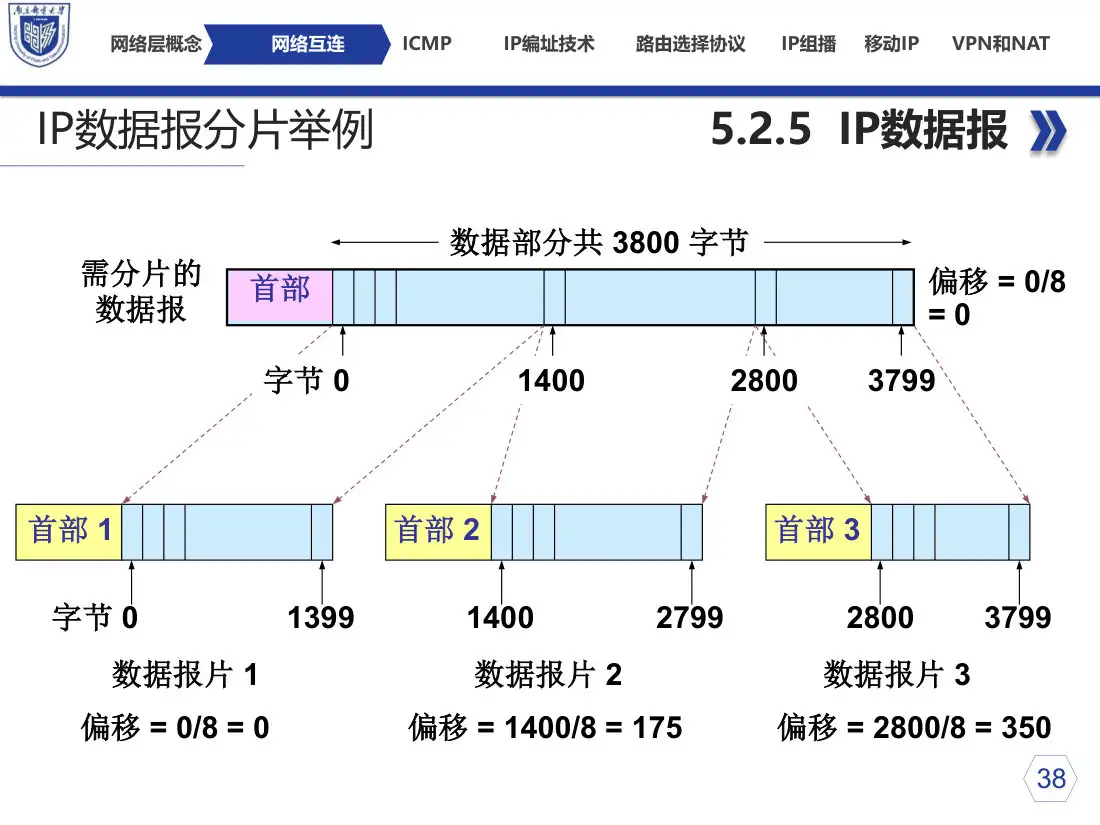 网络层概念 网络互连 ICMP IP编址技术 路由选择协议 IP组播 移动IP VPN和NAT
IP数据报分片举例
5.2.5 IP数据报
数据部分共 3800 字节
需分片的
数据报
首部
偏移 = 0/8
= 0
字节 0 1400 2800 3799
首部 1 首部 2 首部 3
字节 0 1399 1400 2799 2800 3799
数据报片 1 数据报片 2 数据报片 3
偏移 = 0/8 = 0 偏移 = 1400/8 = 175 偏移 = 2800/8 = 350
38